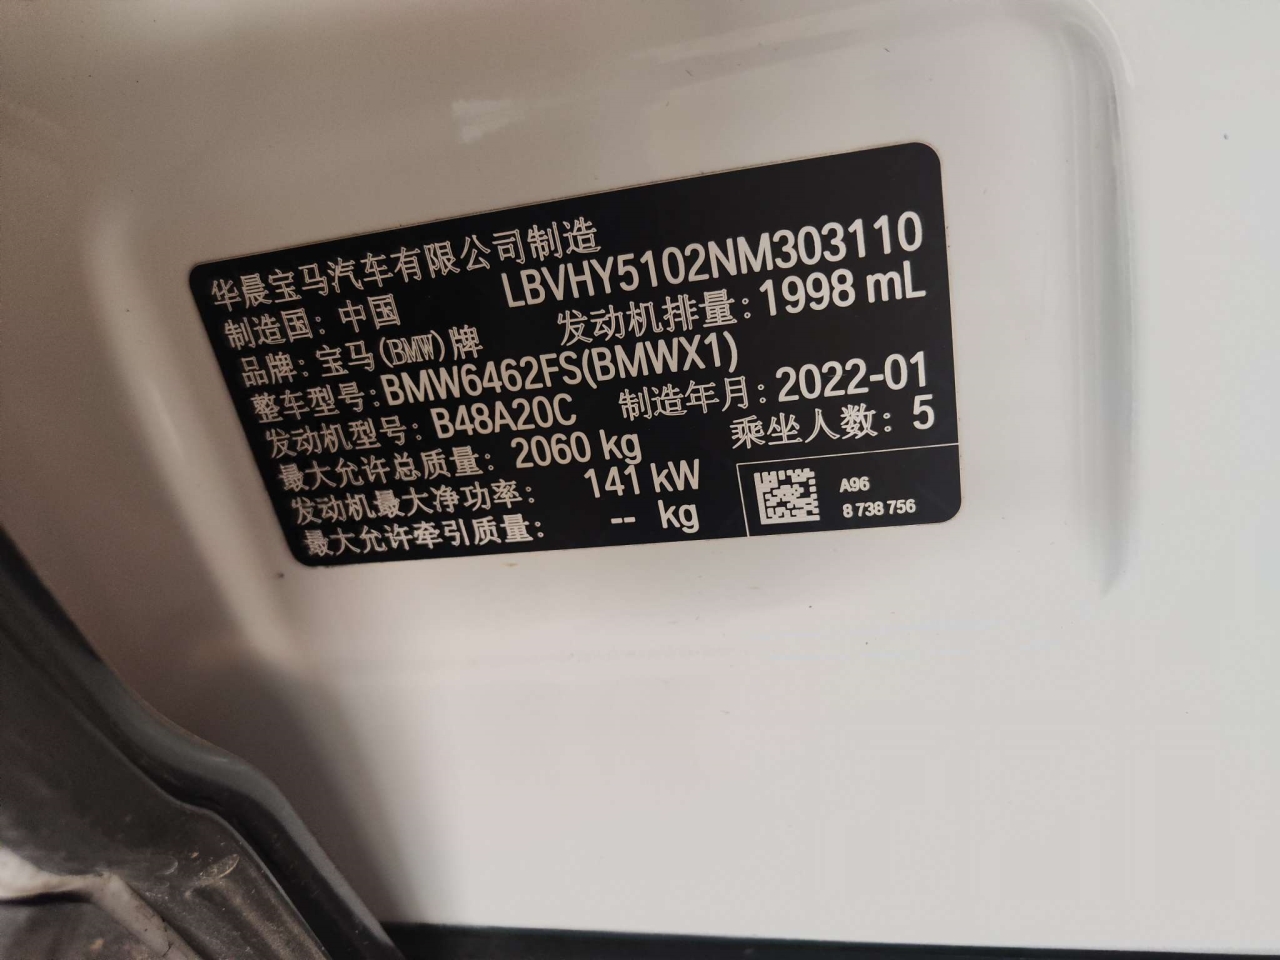 华晨宝马汽车有限公司制造
制造国：中国 LBVHY5102NM303110
品牌：宝马(BMW)牌 发动机排量：1998 mL
整车型号：BMW6462FS(BMWX1)
发动机型号：B48A20C 制造年月：2022-01
最大允许总质量：2060 kg 乘坐人数：5
发动机最大净功率：141 kW
最大允许牵引质量：-- kg
A96
8 738 756